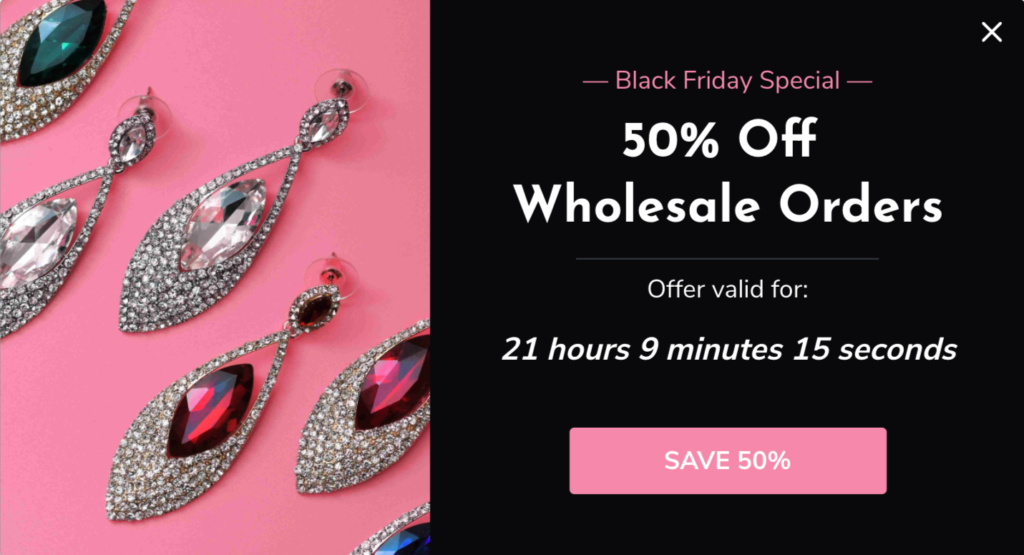 — Black Friday Special —
50% Off
Wholesale Orders
Offer valid for:
21 hours 9 minutes 15 seconds
SAVE 50%